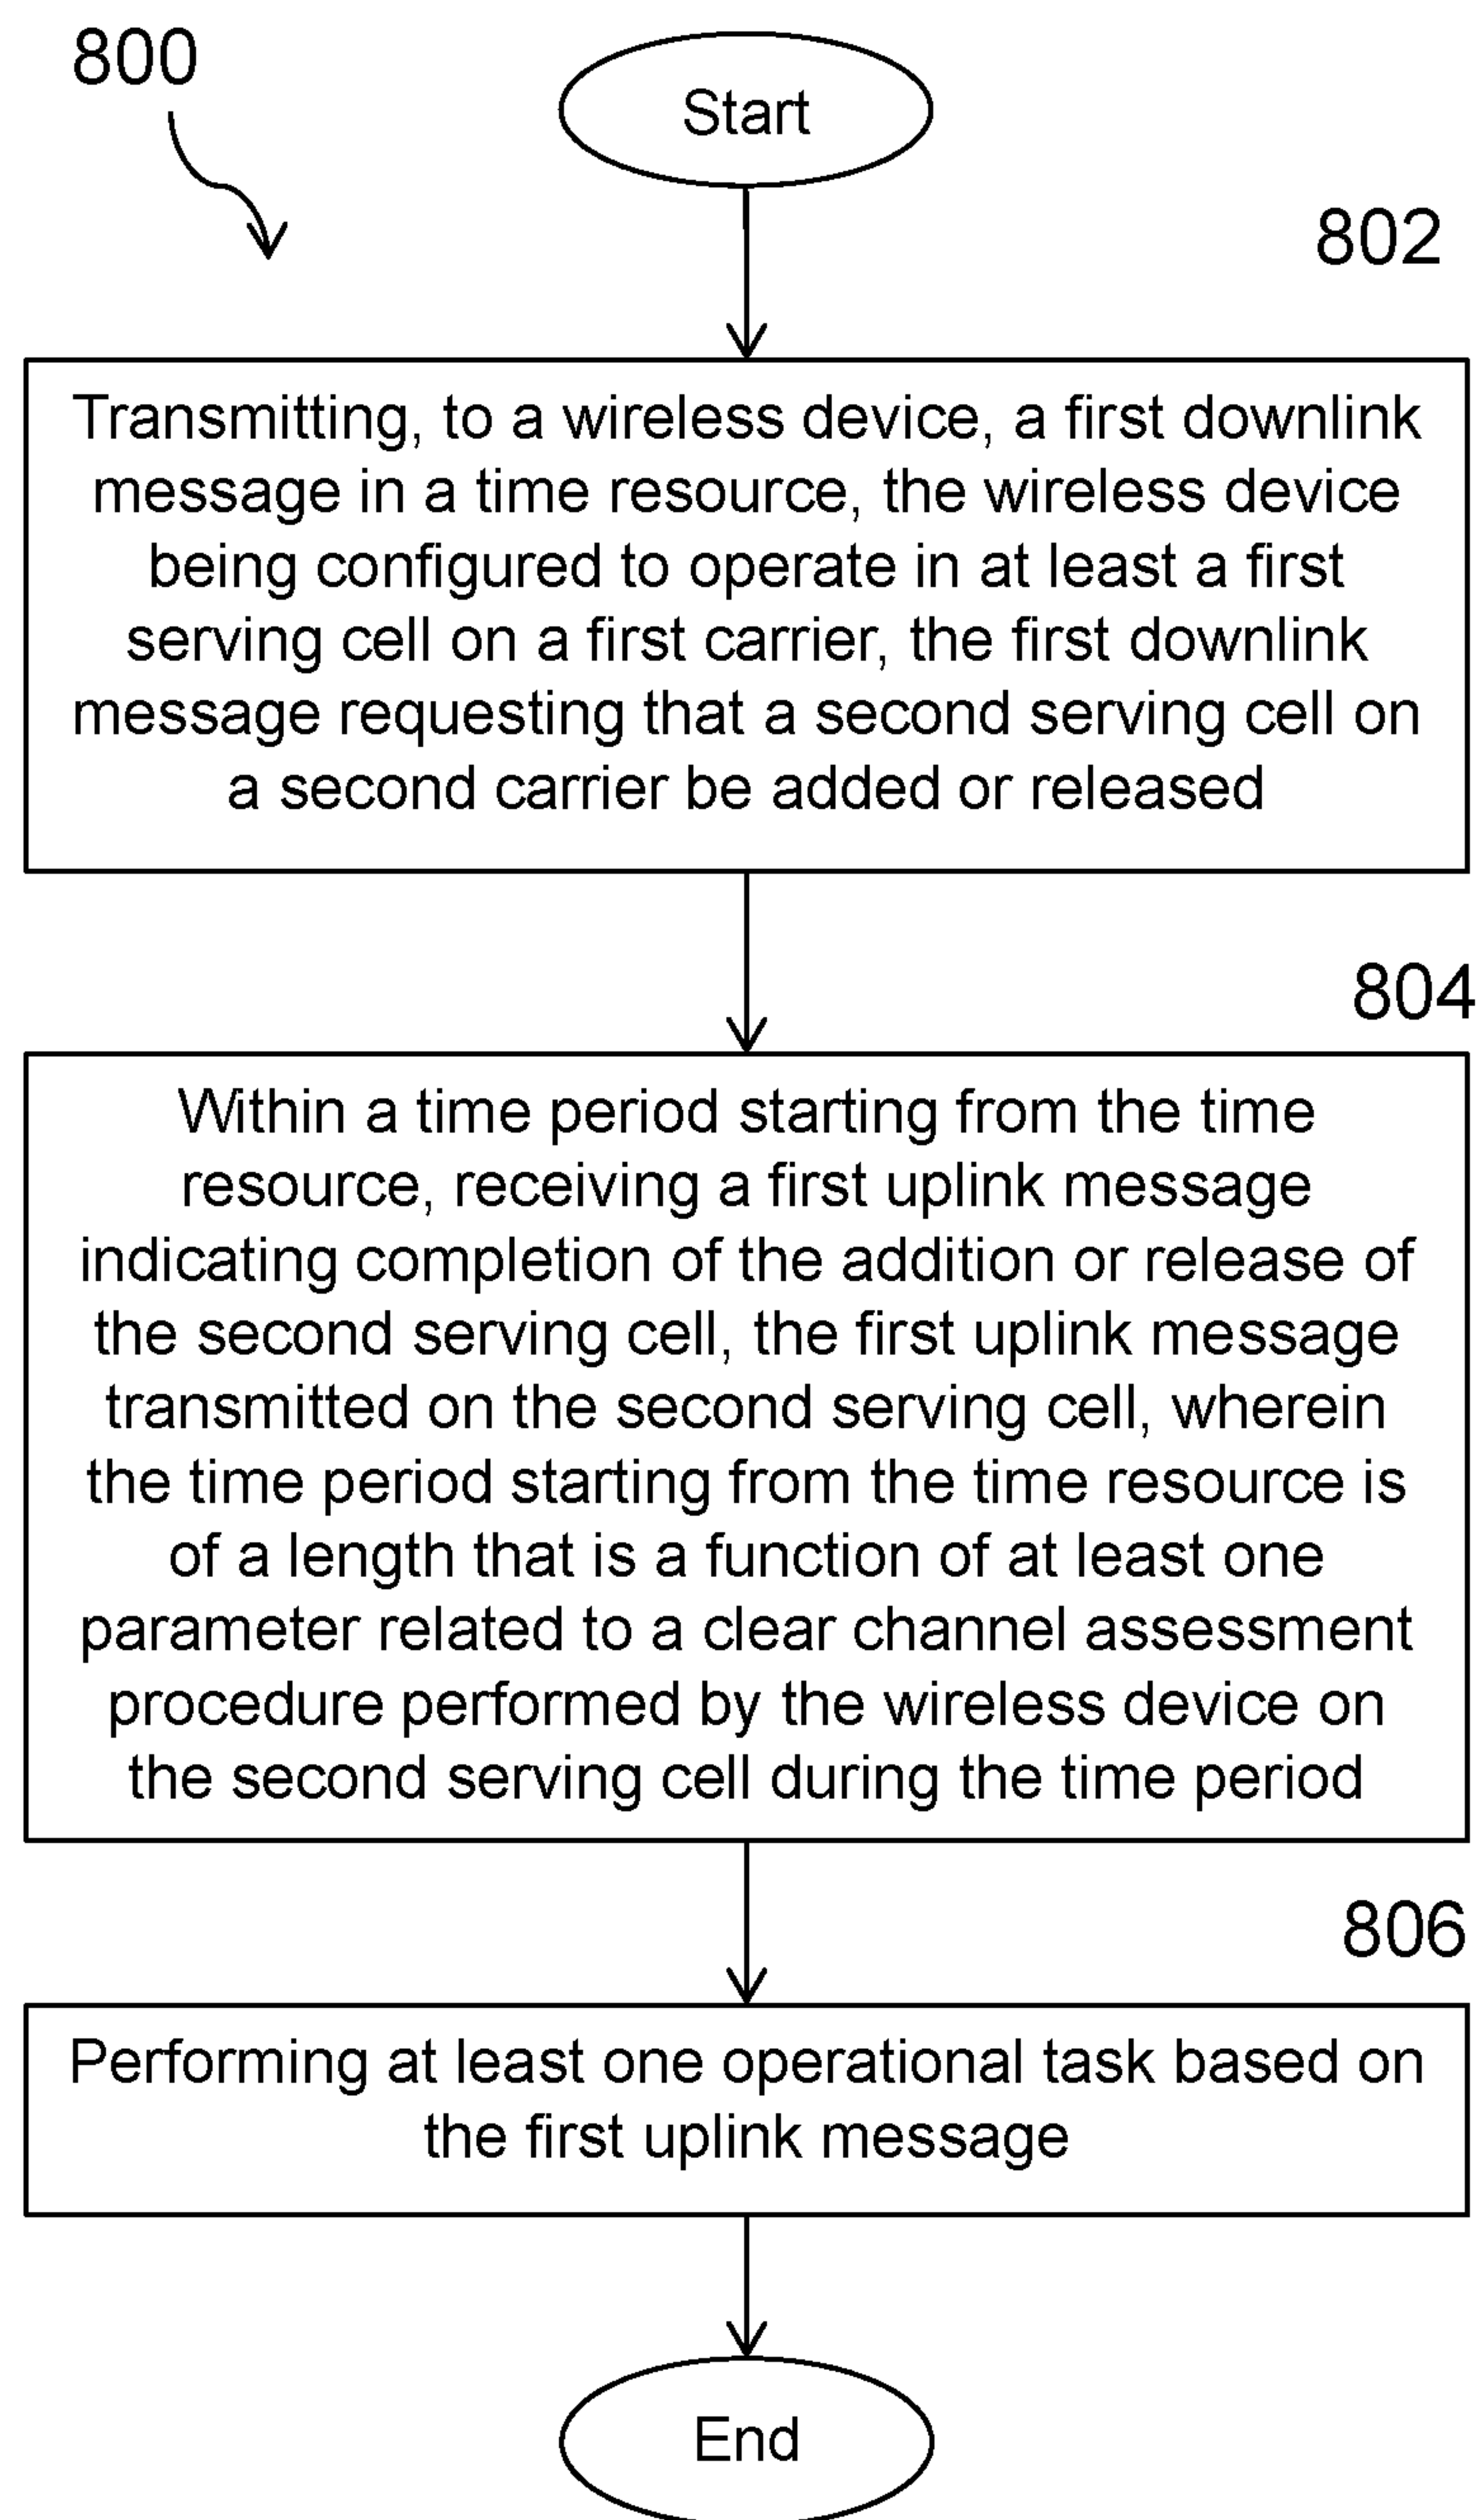 800
Start
802
Transmitting, to a wireless device, a first downlink
message in a time resource, the wireless device
being configured to operate in at least a first
serving cell on a first carrier, the first downlink
message requesting that a second serving cell on
a second carrier be added or released
804
Within a time period starting from the time
resource, receiving a first uplink message
indicating completion of the addition or release of
the second serving cell, the first uplink message
transmitted on the second serving cell, wherein
the time period starting from the time resource is
of a length that is a function of at least one
parameter related to a clear channel assessment
procedure performed by the wireless device on
the second serving cell during the time period
806
Performing at least one operational task based on
the first uplink message
End